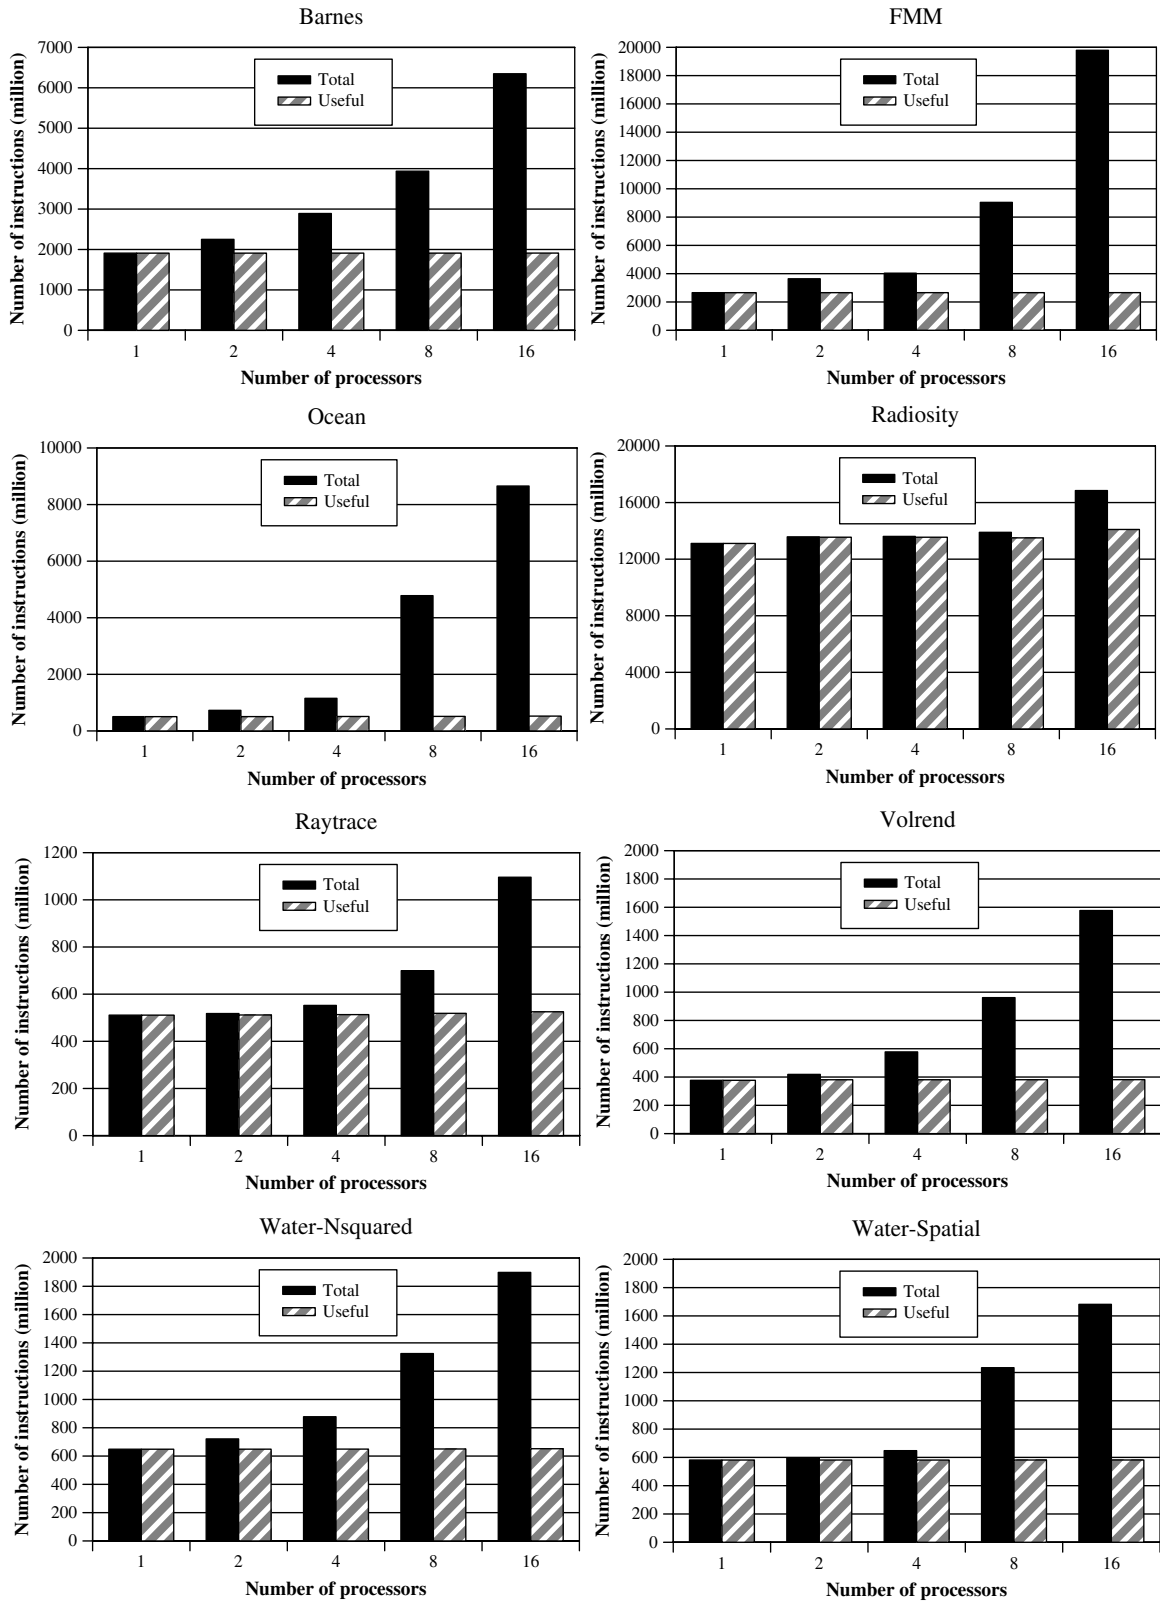 Barnes
Number of instructions (million)
7000
6000
5000
4000
3000
2000
1000
0
Total
Useful
1 2 4 8 16
Number of processors
FMM
Number of instructions (million)
20000
18000
16000
14000
12000
10000
8000
6000
4000
2000
0
Total
Useful
1 2 4 8 16
Number of processors
Ocean
Number of instructions (million)
10000
8000
6000
4000
2000
0
Total
Useful
1 2 4 8 16
Number of processors
Radiosity
Number of instructions (million)
20000
16000
12000
8000
4000
0
Total
Useful
1 2 4 8 16
Number of processors
Raytrace
Number of instructions (million)
1200
1000
800
600
400
200
0
Total
Useful
1 2 4 8 16
Number of processors
Volrend
Number of instructions (million)
2000
1800
1600
1400
1200
1000
800
600
400
200
0
Total
Useful
1 2 4 8 16
Number of processors
Water-Nsquared
Number of instructions (million)
2000
1800
1600
1400
1200
1000
800
600
400
200
0
Total
Useful
1 2 4 8 16
Number of processors
Water-Spatial
Number of instructions (million)
2000
1800
1600
1400
1200
1000
800
600
400
200
0
Total
Useful
1 2 4 8 16
Number of processors